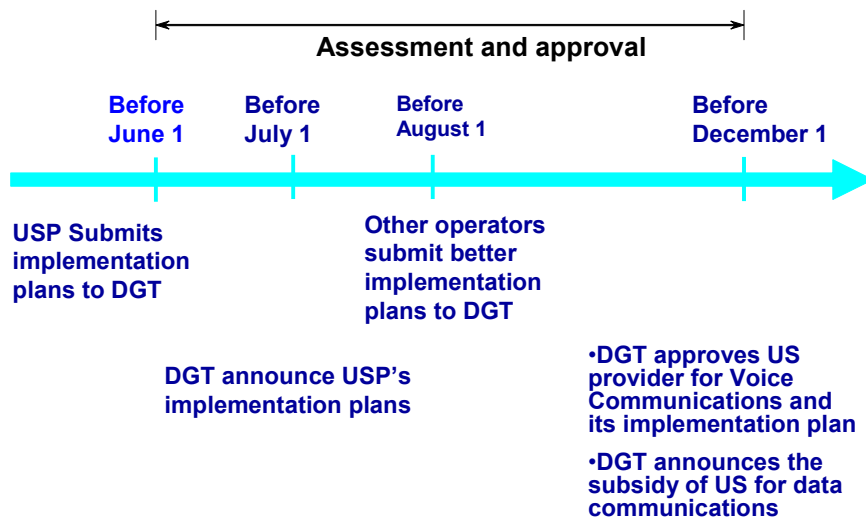 Assessment and approval
Before
June 1
Before
July 1
Before
August 1
Before
December 1
USP Submits
implementation
plans to DGT
Other operators
submit better
implementation
plans to DGT
DGT announce USP's
implementation plans
•DGT approves US
provider for Voice
Communications and
its implementation plan
•DGT announces the
subsidy of US for data
communications